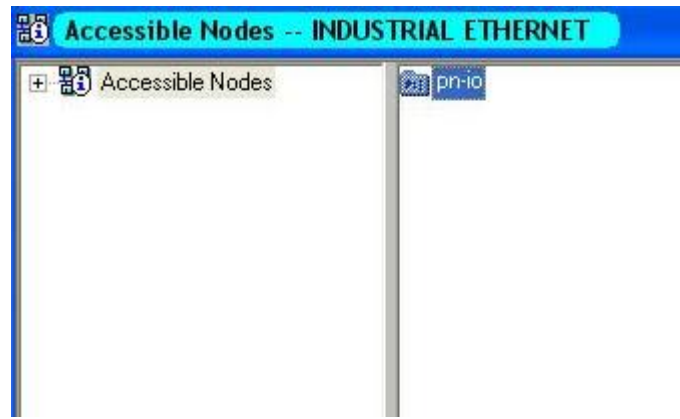 Accessible Nodes -- INDUSTRIAL ETHERNET
Accessible Nodes
pn-io